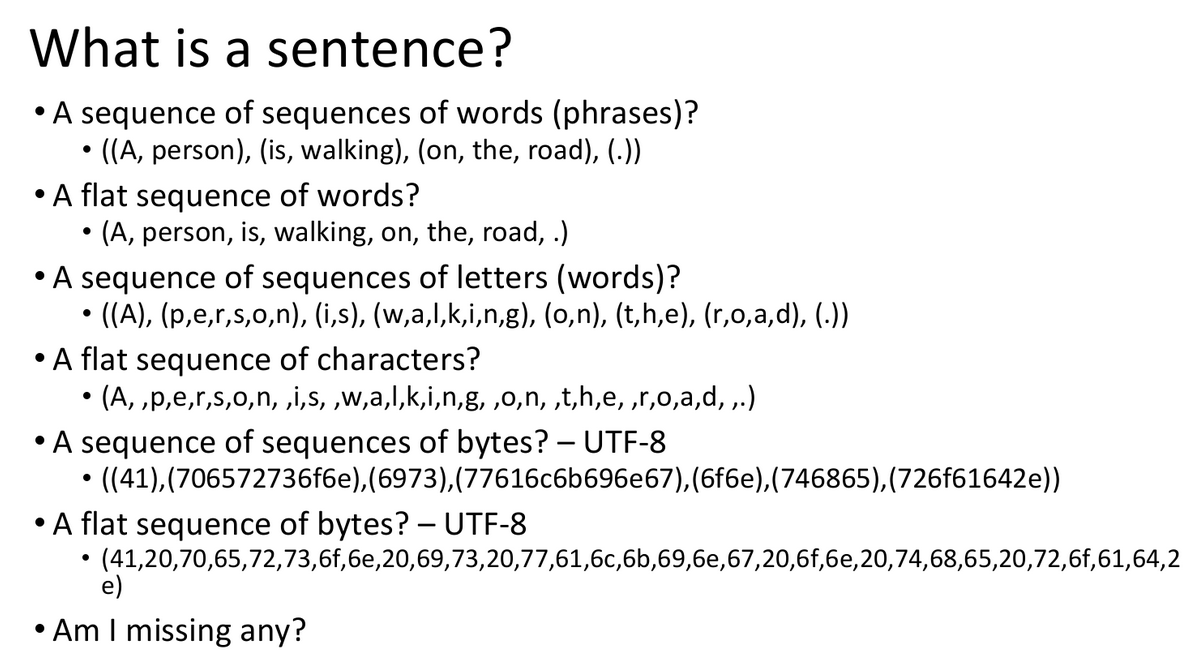 What is a sentence?
• A sequence of sequences of words (phrases)?
• ((A, person), (is, walking), (on, the, road), (.))
• A flat sequence of words?
• (A, person, is, walking, on, the, road, .)
• A sequence of sequences of letters (words)?
• ((A), (p,e,r,s,o,n), (i,s), (w,a,l,k,i,n,g), (o,n), (t,h,e), (r,o,a,d), (.))
• A flat sequence of characters?
• (A, ,p,e,r,s,o,n, ,i,s, ,w,a,l,k,i,n,g, ,o,n, ,t,h,e, ,r,o,a,d, ,.)
• A sequence of sequences of bytes? – UTF-8
• ((41),(706572736f6e),(6973),(77616c6b696e67),(6f6e),(746865),(726f61642e))
• A flat sequence of bytes? – UTF-8
• (41,20,70,65,72,73,6f,6e,20,69,73,20,77,61,6c,6b,69,6e,67,20,6f,6e,20,74,68,65,20,72,6f,61,64,2
e)
• Am I missing any?